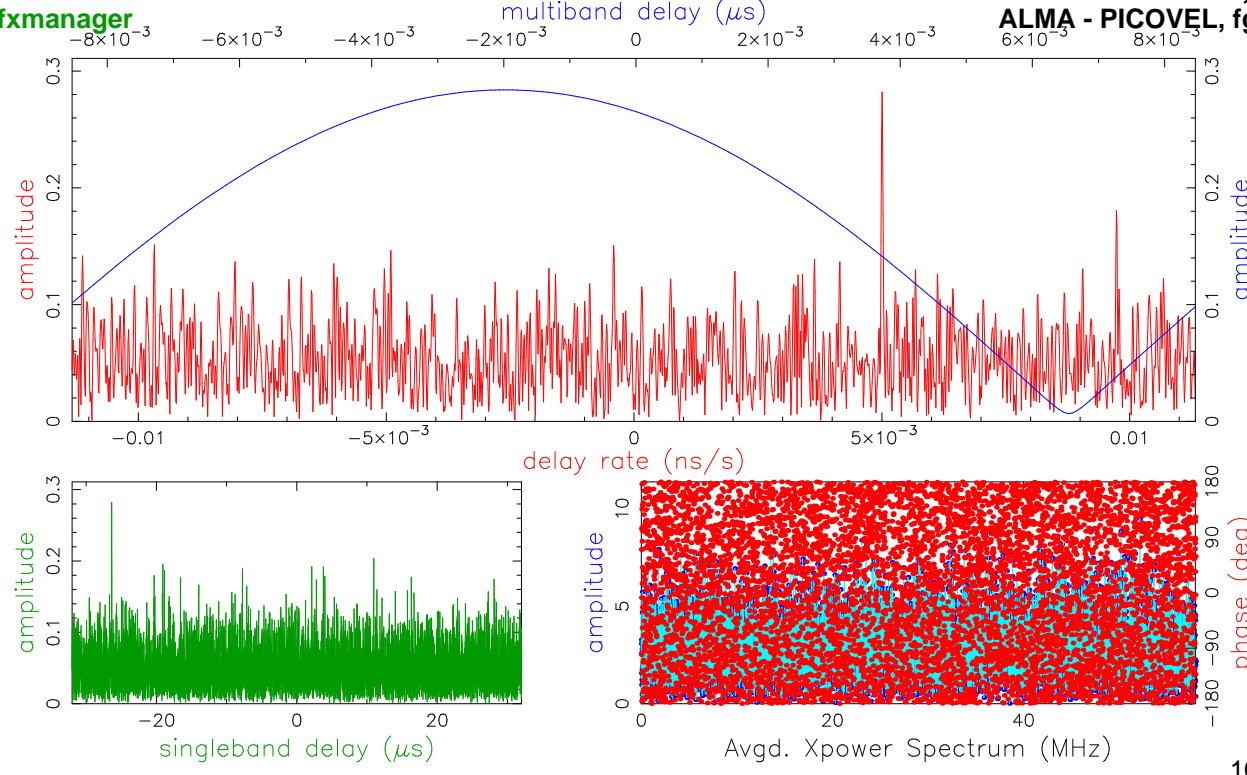 multiband delay (μs)
fxmanager
ALMA - PICOVEL,
−8×10⁻³ −6×10⁻³ −4×10⁻³ −2×10⁻³ 0 2×10⁻³ 4×10⁻³ 6×10⁻³ 8×10⁻³
amplitude
0.3
0.2
0.1
0
0.3
0.2
0.1
0
amplitude
−0.01 −5×10⁻³ 0 5×10⁻³ 0.01
delay rate (ns/s)
amplitude
0.3
0.2
0.1
0
−20 0 20
singleband delay (μs)
amplitude
10
5
0
180
90
0
−90
−180
phase (deg)
0 20 40
Avgd. Xpower Spectrum (MHz)